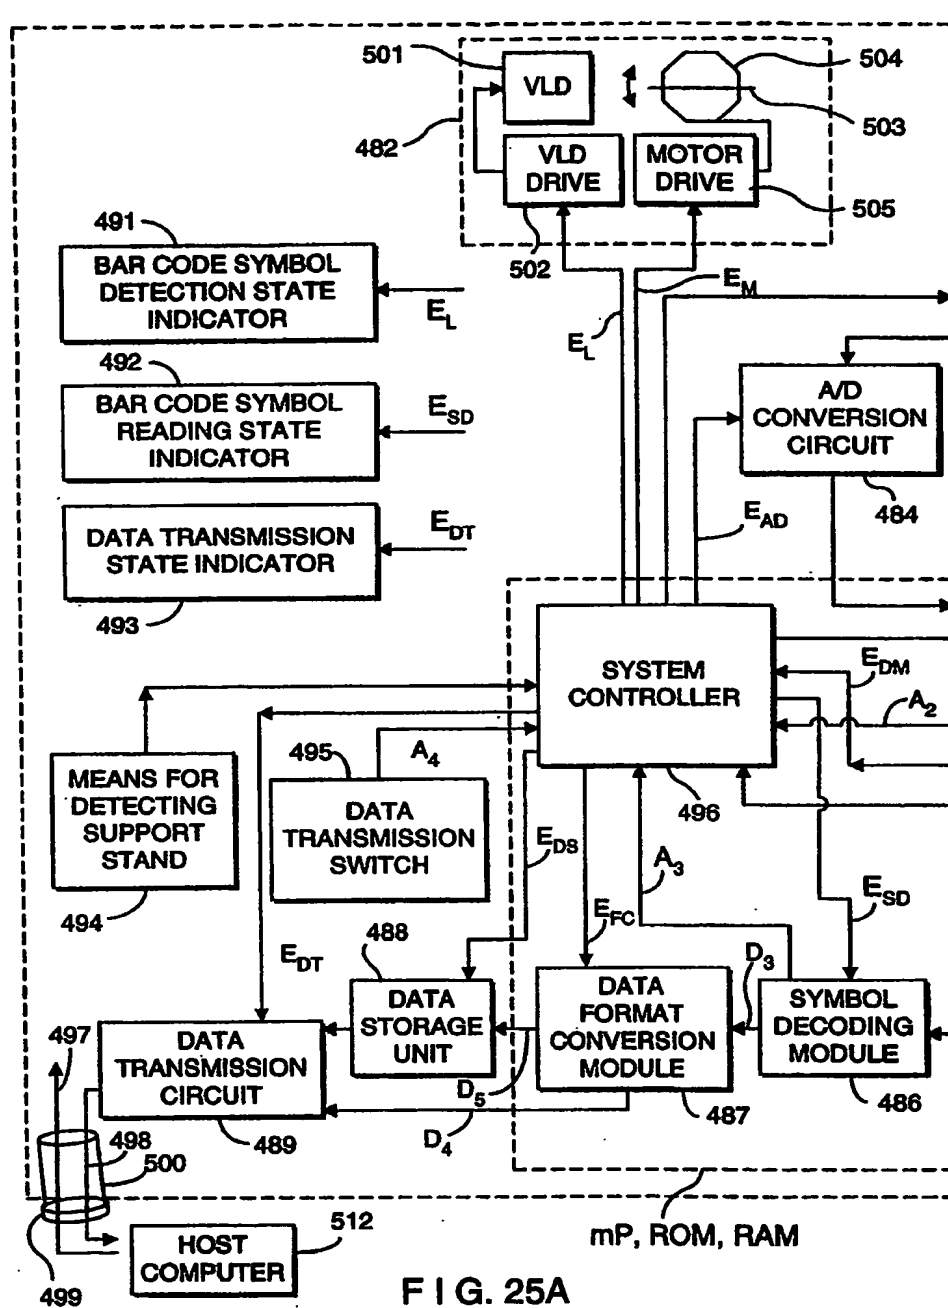 501
VLD
504
503
482
VLD
DRIVE
MOTOR
DRIVE
505
502
491
BAR CODE SYMBOL
DETECTION STATE
INDICATOR
E_L
E_M
E_L
492
BAR CODE SYMBOL
READING STATE
INDICATOR
E_SD
A/D
CONVERSION
CIRCUIT
484
E_AD
DATA TRANSMISSION
STATE INDICATOR
E_DT
493
SYSTEM
CONTROLLER
E_DM
A_2
496
MEANS FOR
DETECTING
SUPPORT
STAND
494
495
A_4
DATA
TRANSMISSION
SWITCH
E_DS
A_3
E_SD
E_FC
E_DT
488
DATA
STORAGE
UNIT
DATA
FORMAT
CONVERSION
MODULE
D_3
SYMBOL
DECODING
MODULE
497
DATA
TRANSMISSION
CIRCUIT
D_5
487
486
489
D_4
498
500
mP, ROM, RAM
512
HOST
COMPUTER
499
FIG. 25A